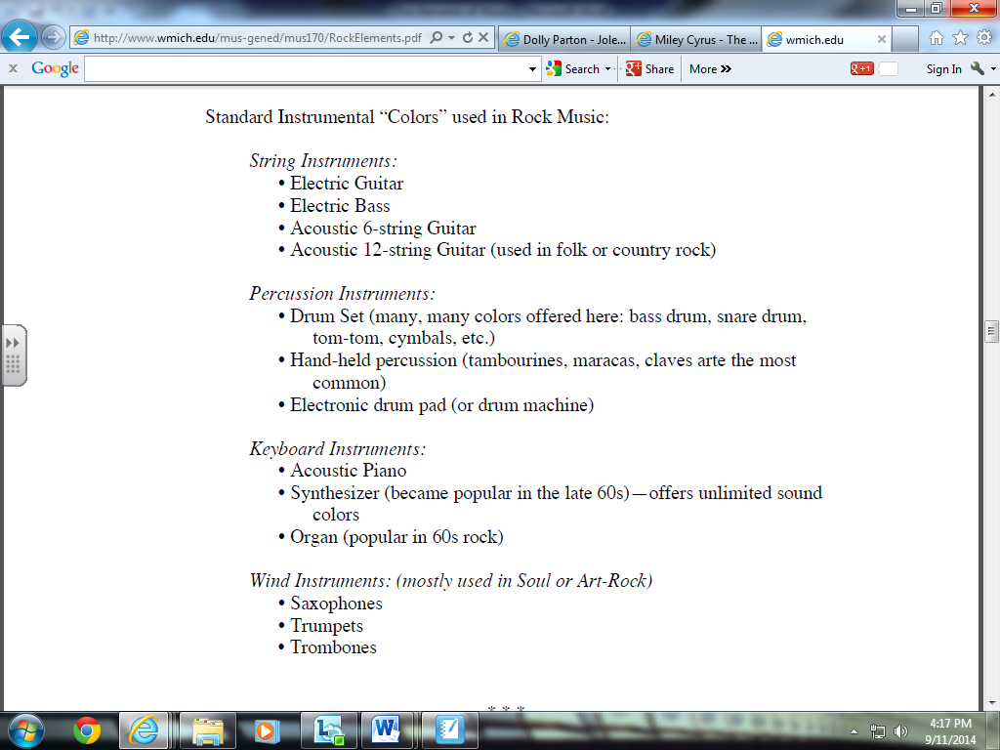 http://www.wmich.edu/mus-gened/mus170/RockElements.pdf Dolly Parton - Jole... Miley Cyrus - The ... wmich.edu
x Google Search Share More »  +1 Sign In
Standard Instrumental “Colors” used in Rock Music:
String Instruments:
• Electric Guitar
• Electric Bass
• Acoustic 6-string Guitar
• Acoustic 12-string Guitar (used in folk or country rock)
Percussion Instruments:
• Drum Set (many, many colors offered here: bass drum, snare drum,
tom-tom, cymbals, etc.)
• Hand-held percussion (tambourines, maracas, claves arte the most
common)
• Electronic drum pad (or drum machine)
Keyboard Instruments:
• Acoustic Piano
• Synthesizer (became popular in the late 60s)—offers unlimited sound
colors
• Organ (popular in 60s rock)
Wind Instruments: (mostly used in Soul or Art-Rock)
• Saxophones
• Trumpets
• Trombones
* * *
4:17 PM
9/11/2014